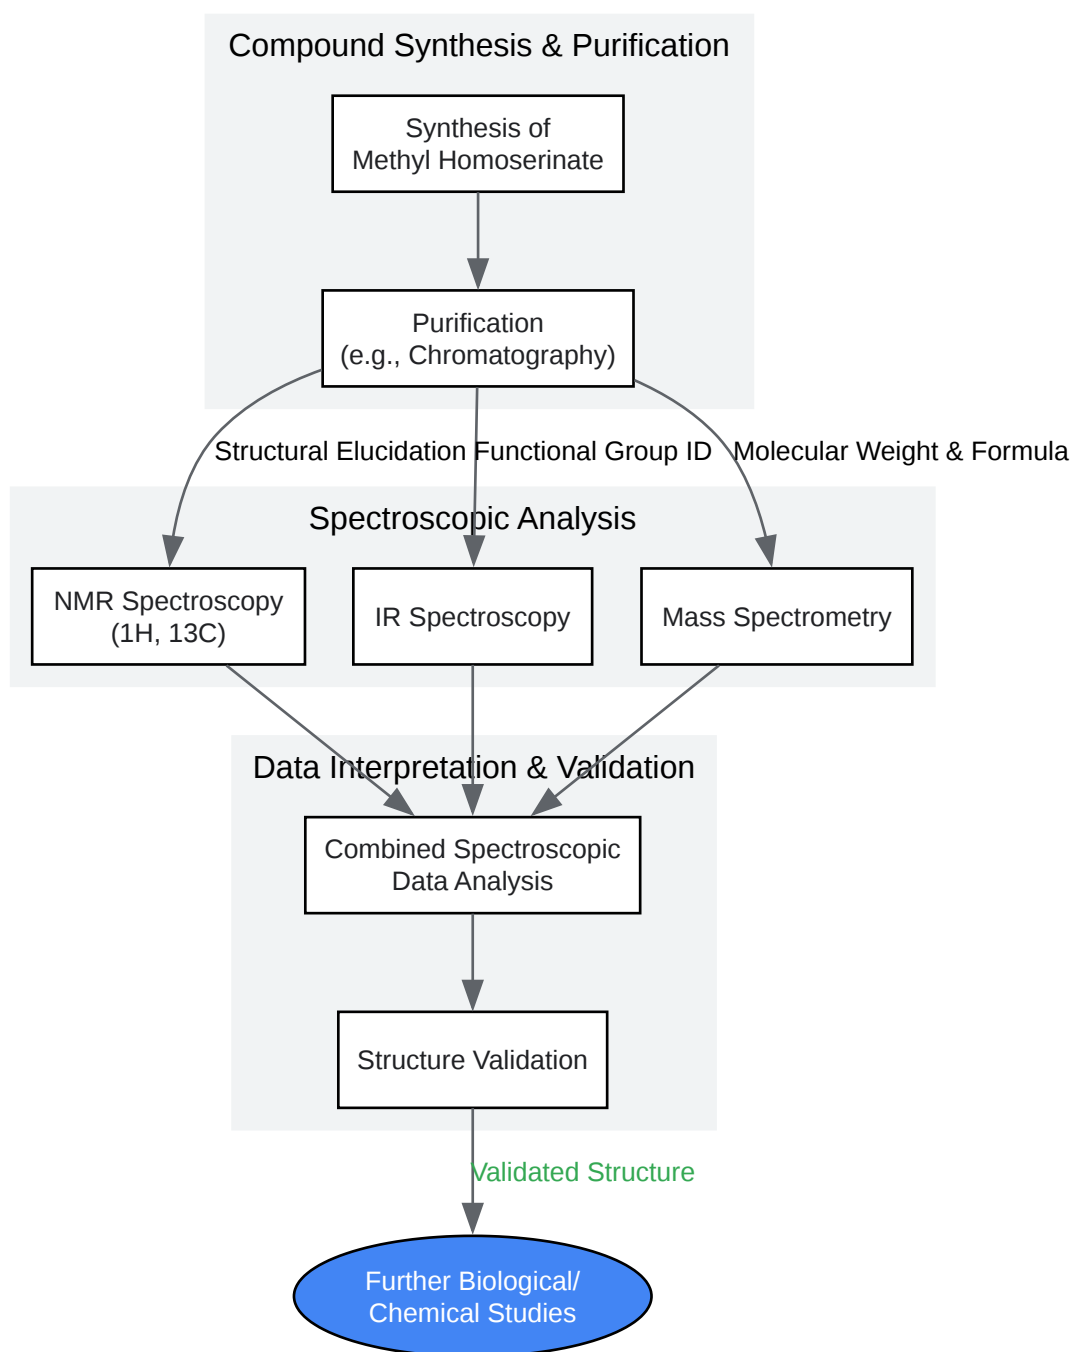 Compound Synthesis & Purification
Synthesis of
Methyl Homoserinate
Purification
(e.g., Chromatography)
Structural Elucidation
Functional Group ID
Molecular Weight & Formula
Spectroscopic Analysis
NMR Spectroscopy
(1H, 13C)
IR Spectroscopy
Mass Spectrometry
Data Interpretation & Validation
Combined Spectroscopic
Data Analysis
Structure Validation
Validated Structure
Further Biological/
Chemical Studies